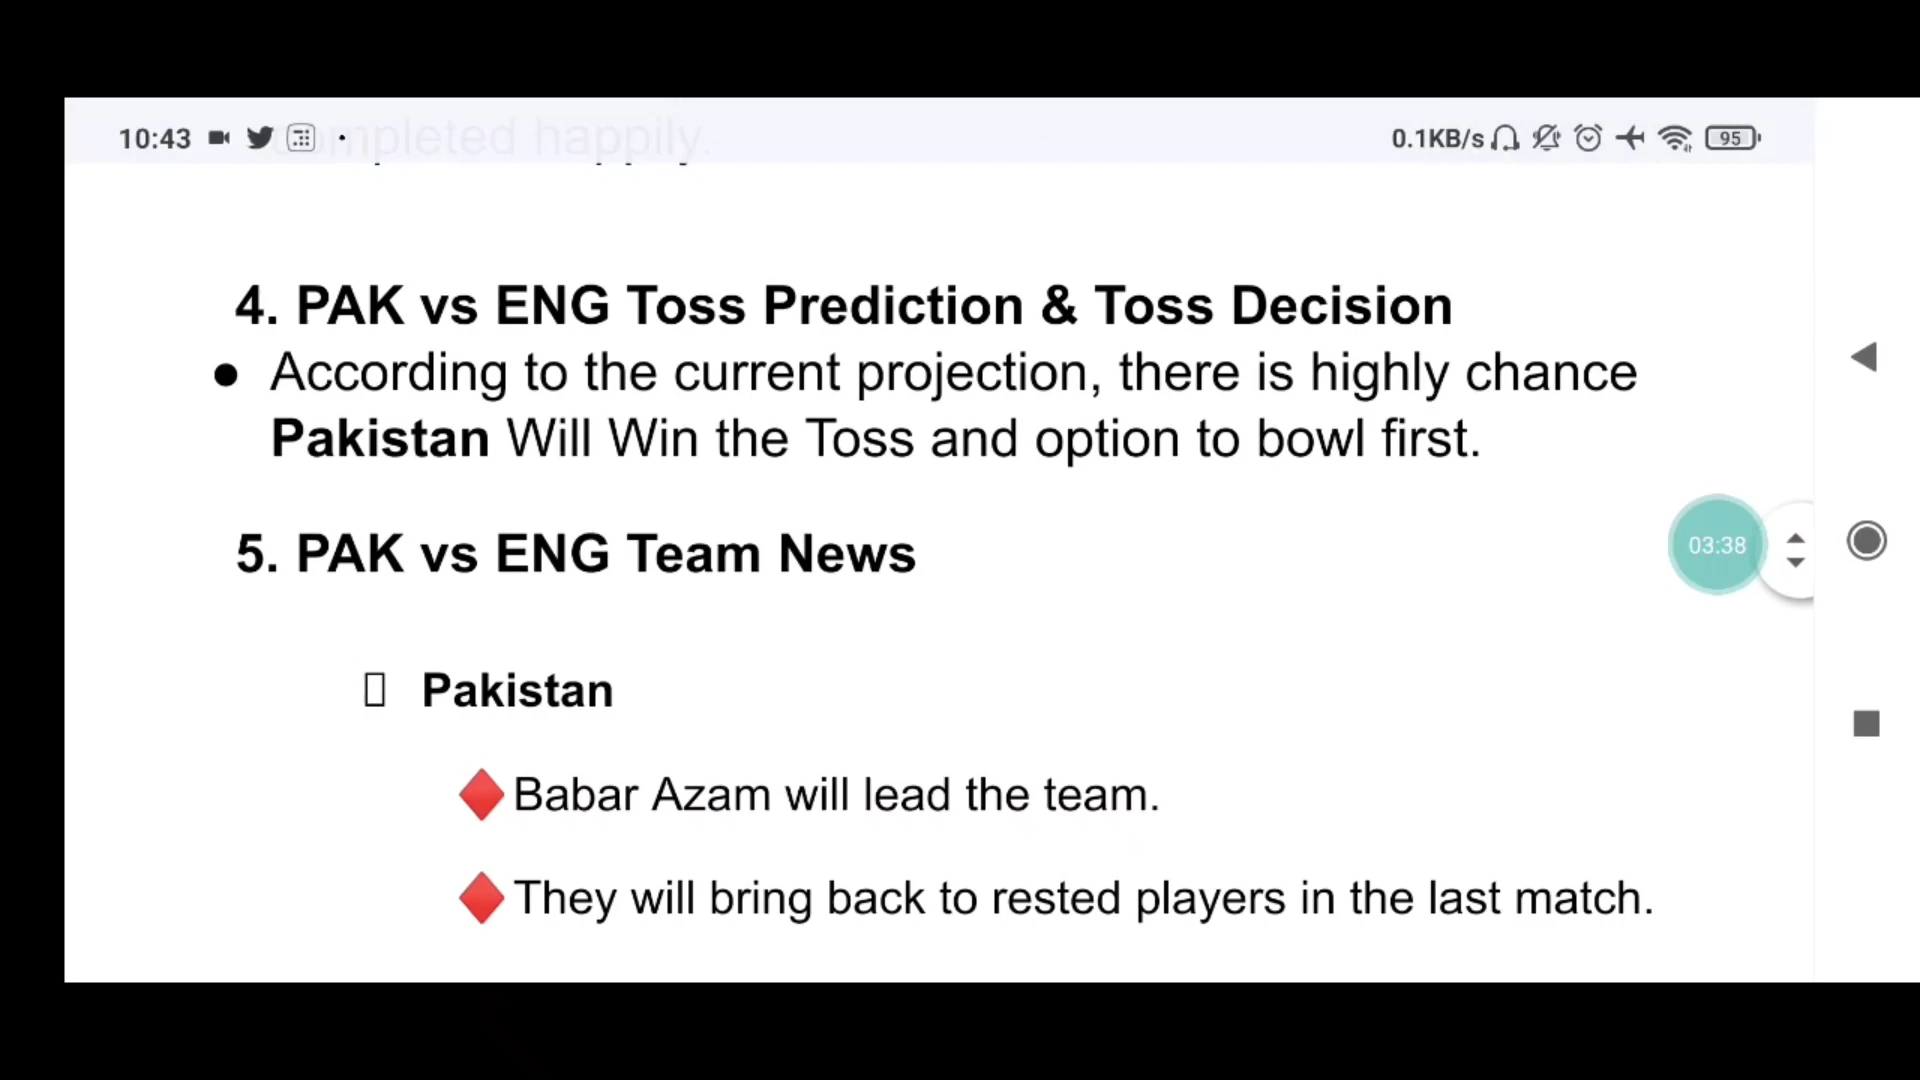 10:43
0.1KB/s
95
completed happily.
4. PAK vs ENG Toss Prediction & Toss Decision
● According to the current projection, there is highly chance
Pakistan Will Win the Toss and option to bowl first.
5. PAK vs ENG Team News
03:38
Pakistan
Babar Azam will lead the team.
They will bring back to rested players in the last match.